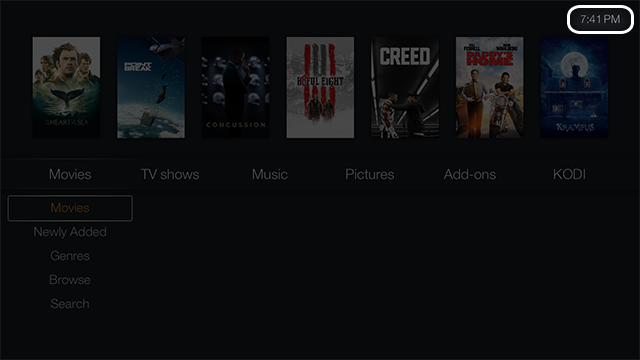 7:41 PM
IN THE HEART OF THE SEA
POINT BREAK
CONCUSSION
H8FUL EIGHT
CREED
FERRELL WAHLBERG
DADDY'S HOME
KRAMPUS
Movies TV shows Music Pictures Add-ons KODI
Movies
Newly Added
Genres
Browse
Search